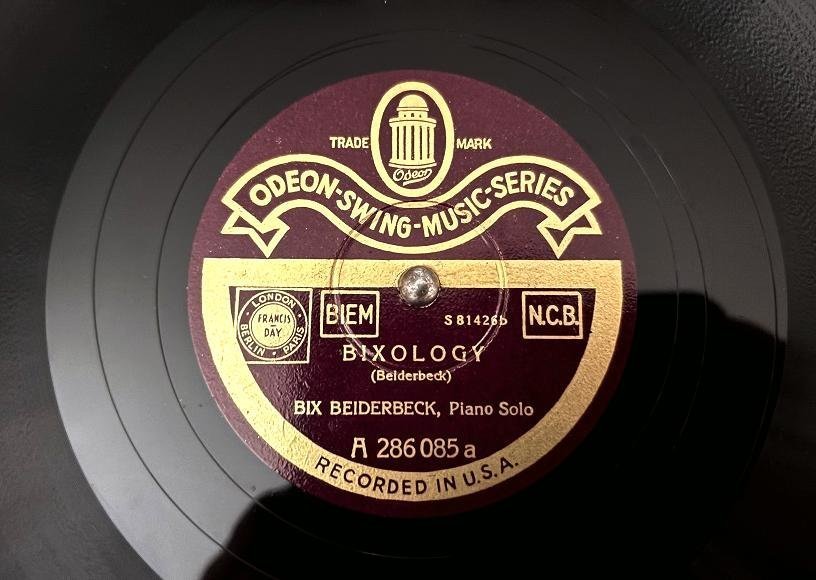 TRADE MARK
Odeon
ODEON-SWING-MUSIC-SERIES
LONDON
FRANCIS
DAY
BERLIN • PARIS
BIEM
S 81426b
N.C.B.
BIXOLOGY
(Beiderbeck)
BIX BEIDERBECK, Piano Solo
A 286 085 a
RECORDED IN U.S.A.